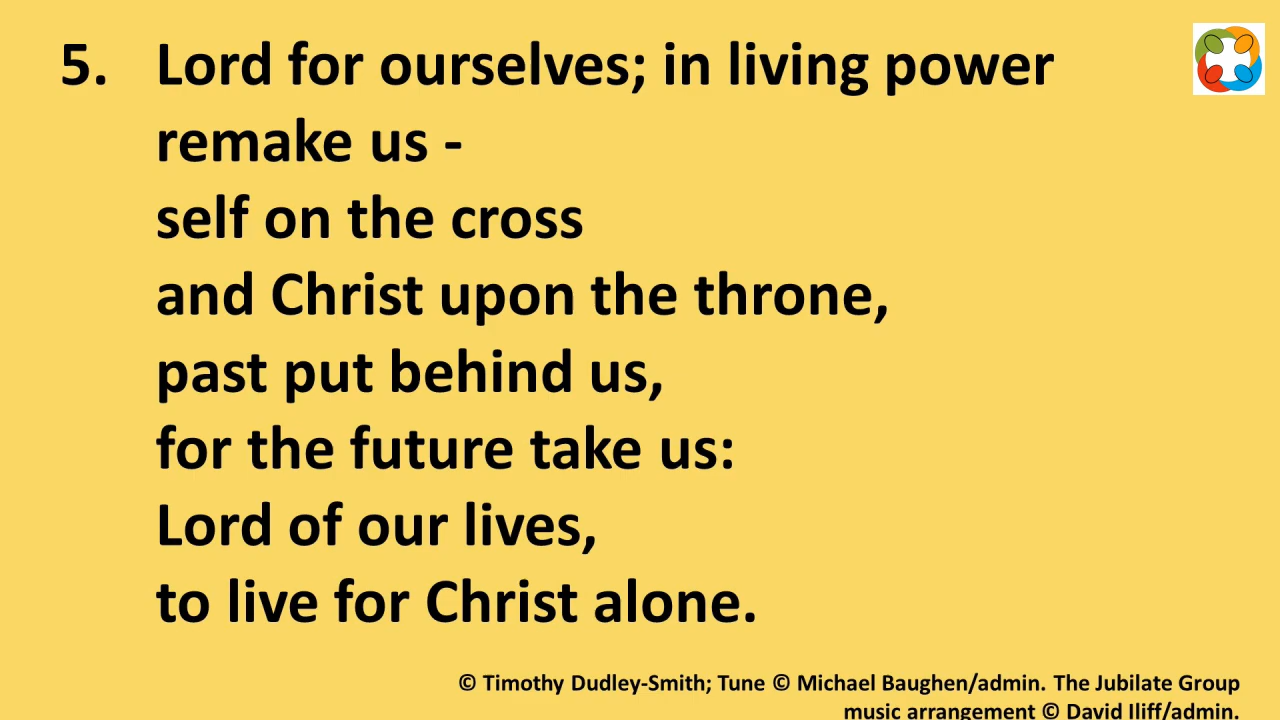 5. Lord for ourselves; in living power
remake us -
self on the cross
and Christ upon the throne,
past put behind us,
for the future take us:
Lord of our lives,
to live for Christ alone.
© Timothy Dudley-Smith; Tune © Michael Baughen/admin. The Jubilate Group
music arrangement © David Iliff/admin.